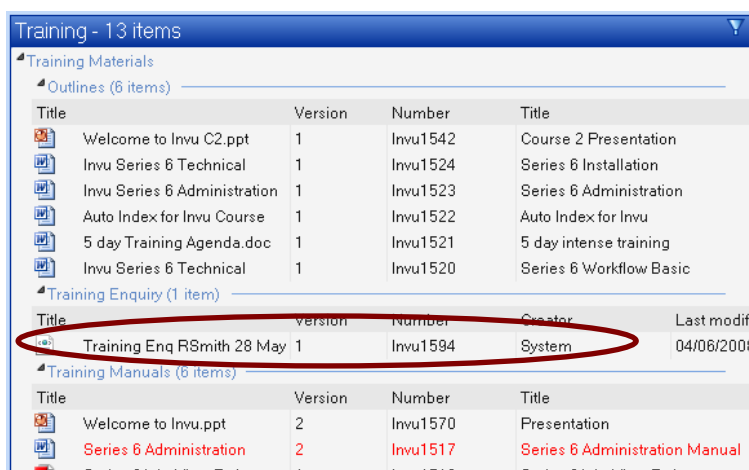 Training - 13 items
Training Materials
Outlines (6 items)
Title Version Number Title
Welcome to Invu C2.ppt 1 Invu1542 Course 2 Presentation
Invu Series 6 Technical 1 Invu1524 Series 6 Installation
Invu Series 6 Administration 1 Invu1523 Series 6 Administration
Auto Index for Invu Course 1 Invu1522 Auto Index for Invu
5 day Training Agenda.doc 1 Invu1521 5 day intense training
Invu Series 6 Technical 1 Invu1520 Series 6 Workflow Basic
Training Enquiry (1 item)
Title Version Number Creator Last modif
Training Enq RSmith 28 May 1 Invu1594 System 04/06/2008
Training Manuals (6 items)
Title Version Number Title
Welcome to Invu.ppt 2 Invu1570 Presentation
Series 6 Administration 2 Invu1517 Series 6 Administration Manual